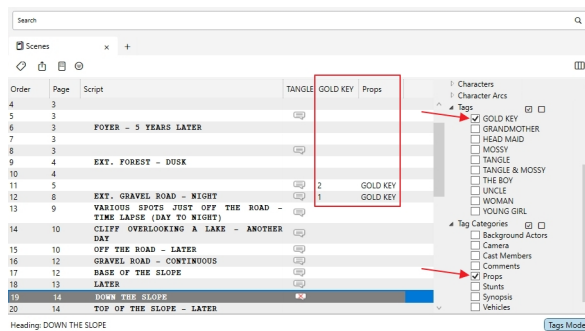 Search
Scenes × +
Order Page Script TANGLE GOLD KEY Props
4 3
5 3
6 3 FOYER - 5 YEARS LATER
7 3
8 3
9 4 EXT. FOREST - DUSK
10 4
11 5 2 GOLD KEY
12 8 EXT. GRAVEL ROAD - NIGHT 1 GOLD KEY
13 9 VARIOUS SPOTS JUST OFF THE ROAD -
TIME LAPSE (DAY TO NIGHT)
14 10 CLIFF OVERLOOKING A LAKE - ANOTHER
DAY
15 10 OFF THE ROAD - LATER
16 12 GRAVEL ROAD - CONTINUOUS
17 12 BASE OF THE SLOPE
18 13 LATER
19 14 DOWN THE SLOPE
20 14 TOP OF THE SLOPE - LATER
Characters
Character Arcs
Tags
GOLD KEY
GRANDMOTHER
HEAD MAID
MOSSY
TANGLE
TANGLE & MOSSY
THE BOY
UNCLE
WOMAN
YOUNG GIRL
Tag Categories
Background Actors
Camera
Cast Members
Comments
Props
Stunts
Synopsis
Vehicles
Heading: DOWN THE SLOPE
Tags Mode